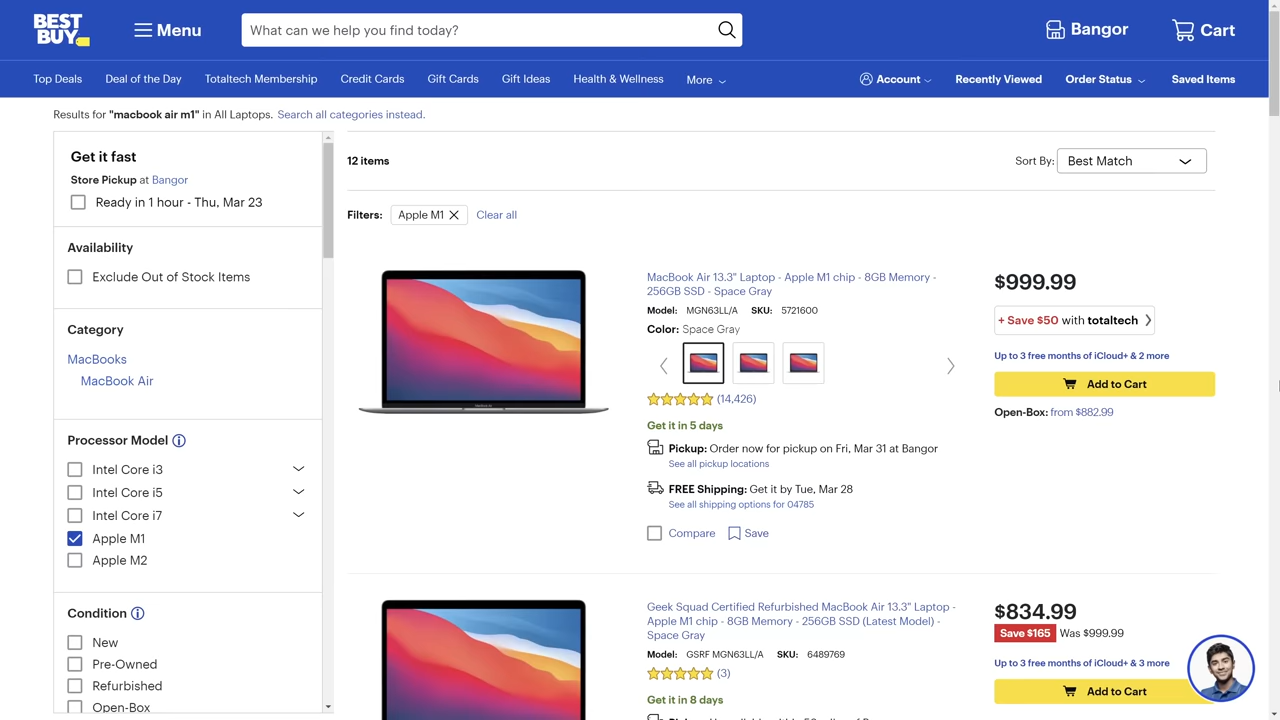 BEST
BUY
Menu
What can we help you find today?
Bangor
Cart
Top Deals
Deal of the Day
Totaltech Membership
Credit Cards
Gift Cards
Gift Ideas
Health & Wellness
More
Account
Recently Viewed
Order Status
Saved Items
Results for "macbook air m1" in All Laptops. Search all categories instead.
Get it fast
Store Pickup at Bangor
Ready in 1 hour - Thu, Mar 23
Availability
Exclude Out of Stock Items
Category
MacBooks
MacBook Air
Processor Model
Intel Core i3
Intel Core i5
Intel Core i7
Apple M1
Apple M2
Condition
New
Pre-Owned
Refurbished
Open-Box
12 items
Sort By: Best Match
Filters: Apple M1 Clear all
MacBook Air 13.3" Laptop - Apple M1 chip - 8GB Memory -
256GB SSD - Space Gray
Model: MGN63LL/A SKU: 5721600
Color: Space Gray
(14,426)
Get it in 5 days
Pickup: Order now for pickup on Fri, Mar 31 at Bangor
See all pickup locations
FREE Shipping: Get it by Tue, Mar 28
See all shipping options for 04785
Compare Save
$999.99
+ Save $50 with totaltech
Up to 3 free months of iCloud+ & 2 more
Add to Cart
Open-Box: from $882.99
Geek Squad Certified Refurbished MacBook Air 13.3" Laptop -
Apple M1 chip - 8GB Memory - 256GB SSD (Latest Model) -
Space Gray
Model: GSRF MGN63LL/A SKU: 6489769
(3)
Get it in 8 days
$834.99
Save $165 Was $999.99
Up to 3 free months of iCloud+ & 3 more
Add to Cart